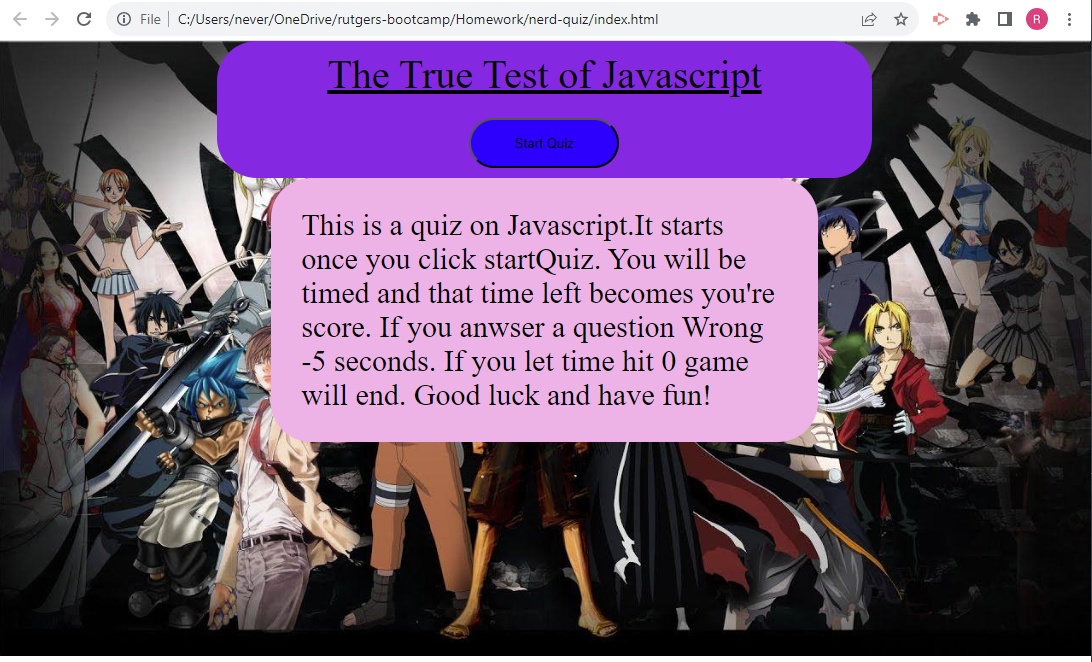 File C:/Users/never/OneDrive/rutgers-bootcamp/Homework/nerd-quiz/index.html
R
The True Test of Javascript
Start Quiz
This is a quiz on Javascript.It starts
once you click startQuiz. You will be
timed and that time left becomes you're
score. If you anwser a question Wrong
-5 seconds. If you let time hit 0 game
will end. Good luck and have fun!